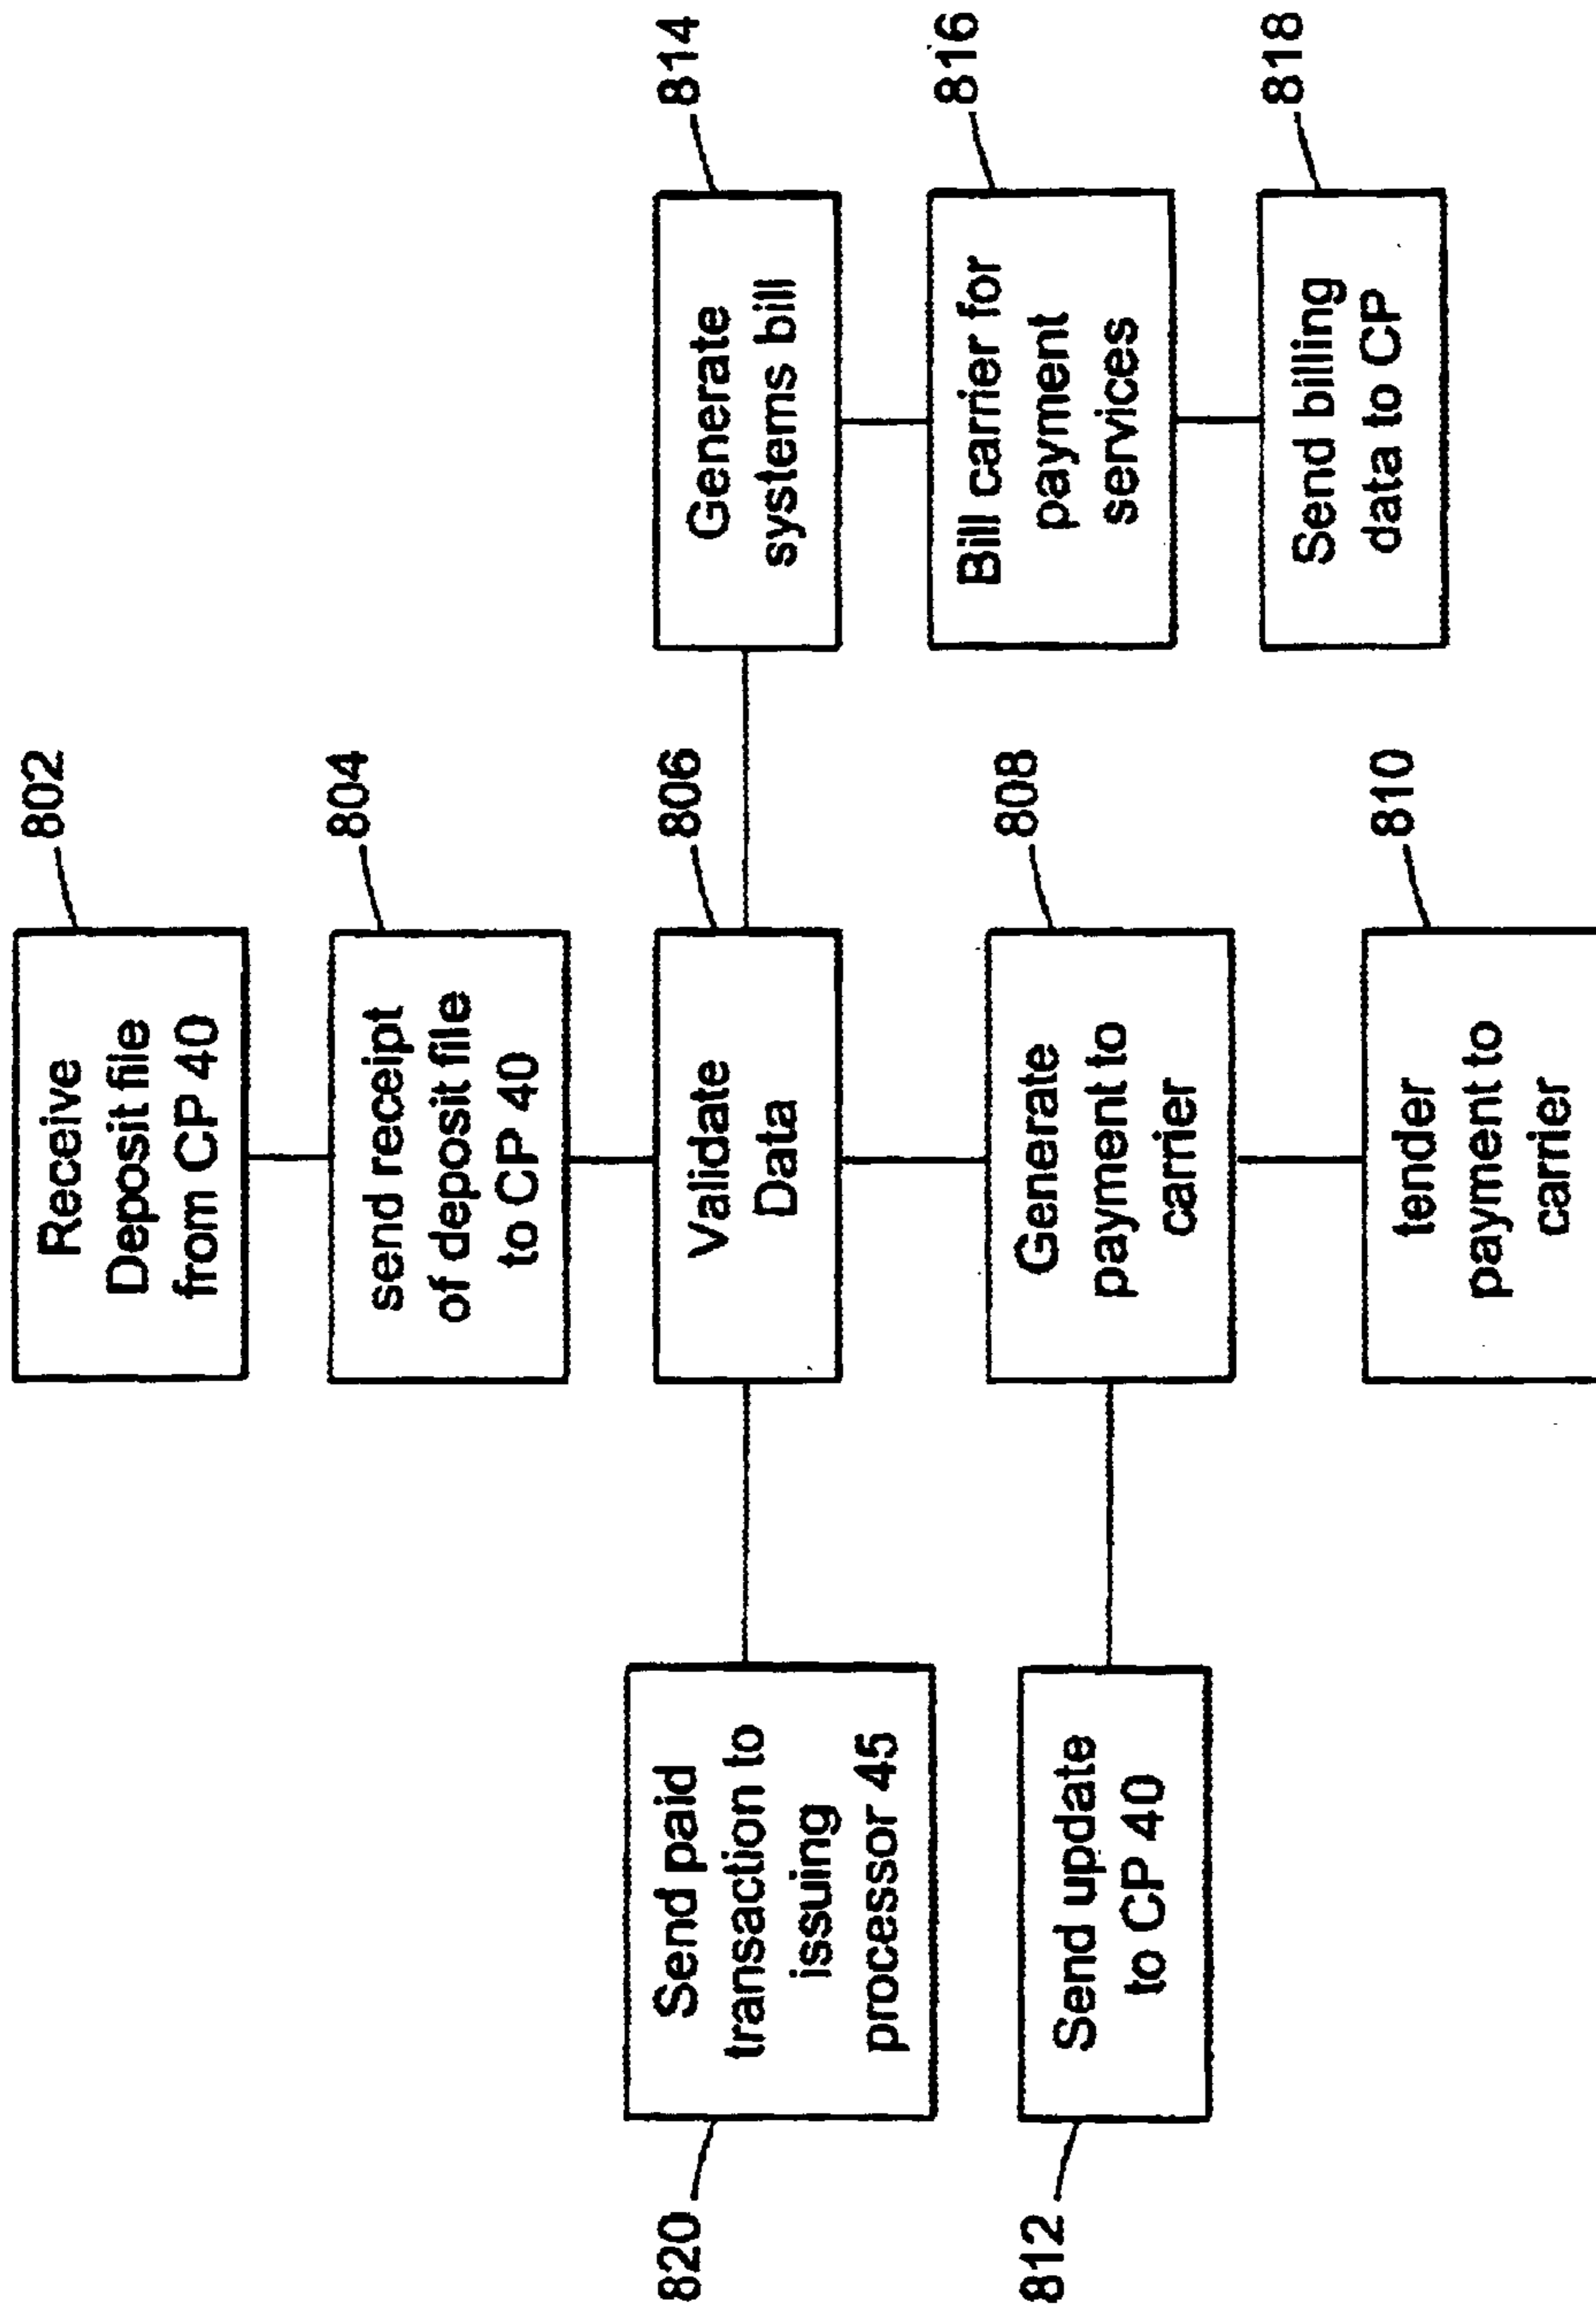 802
Receive
Deposit file
from CP 40
804
send receipt
of deposit file
to CP 40
806
Validate
Data
808
Generate
payment to
carrier
810
tender
payment to
carrier
814
Generate
systems bill
816
Bill carrier for
payment
services
818
Send billing
data to CP
820
Send paid
transaction to
issuing
processor 45
812
Send update
to CP 40